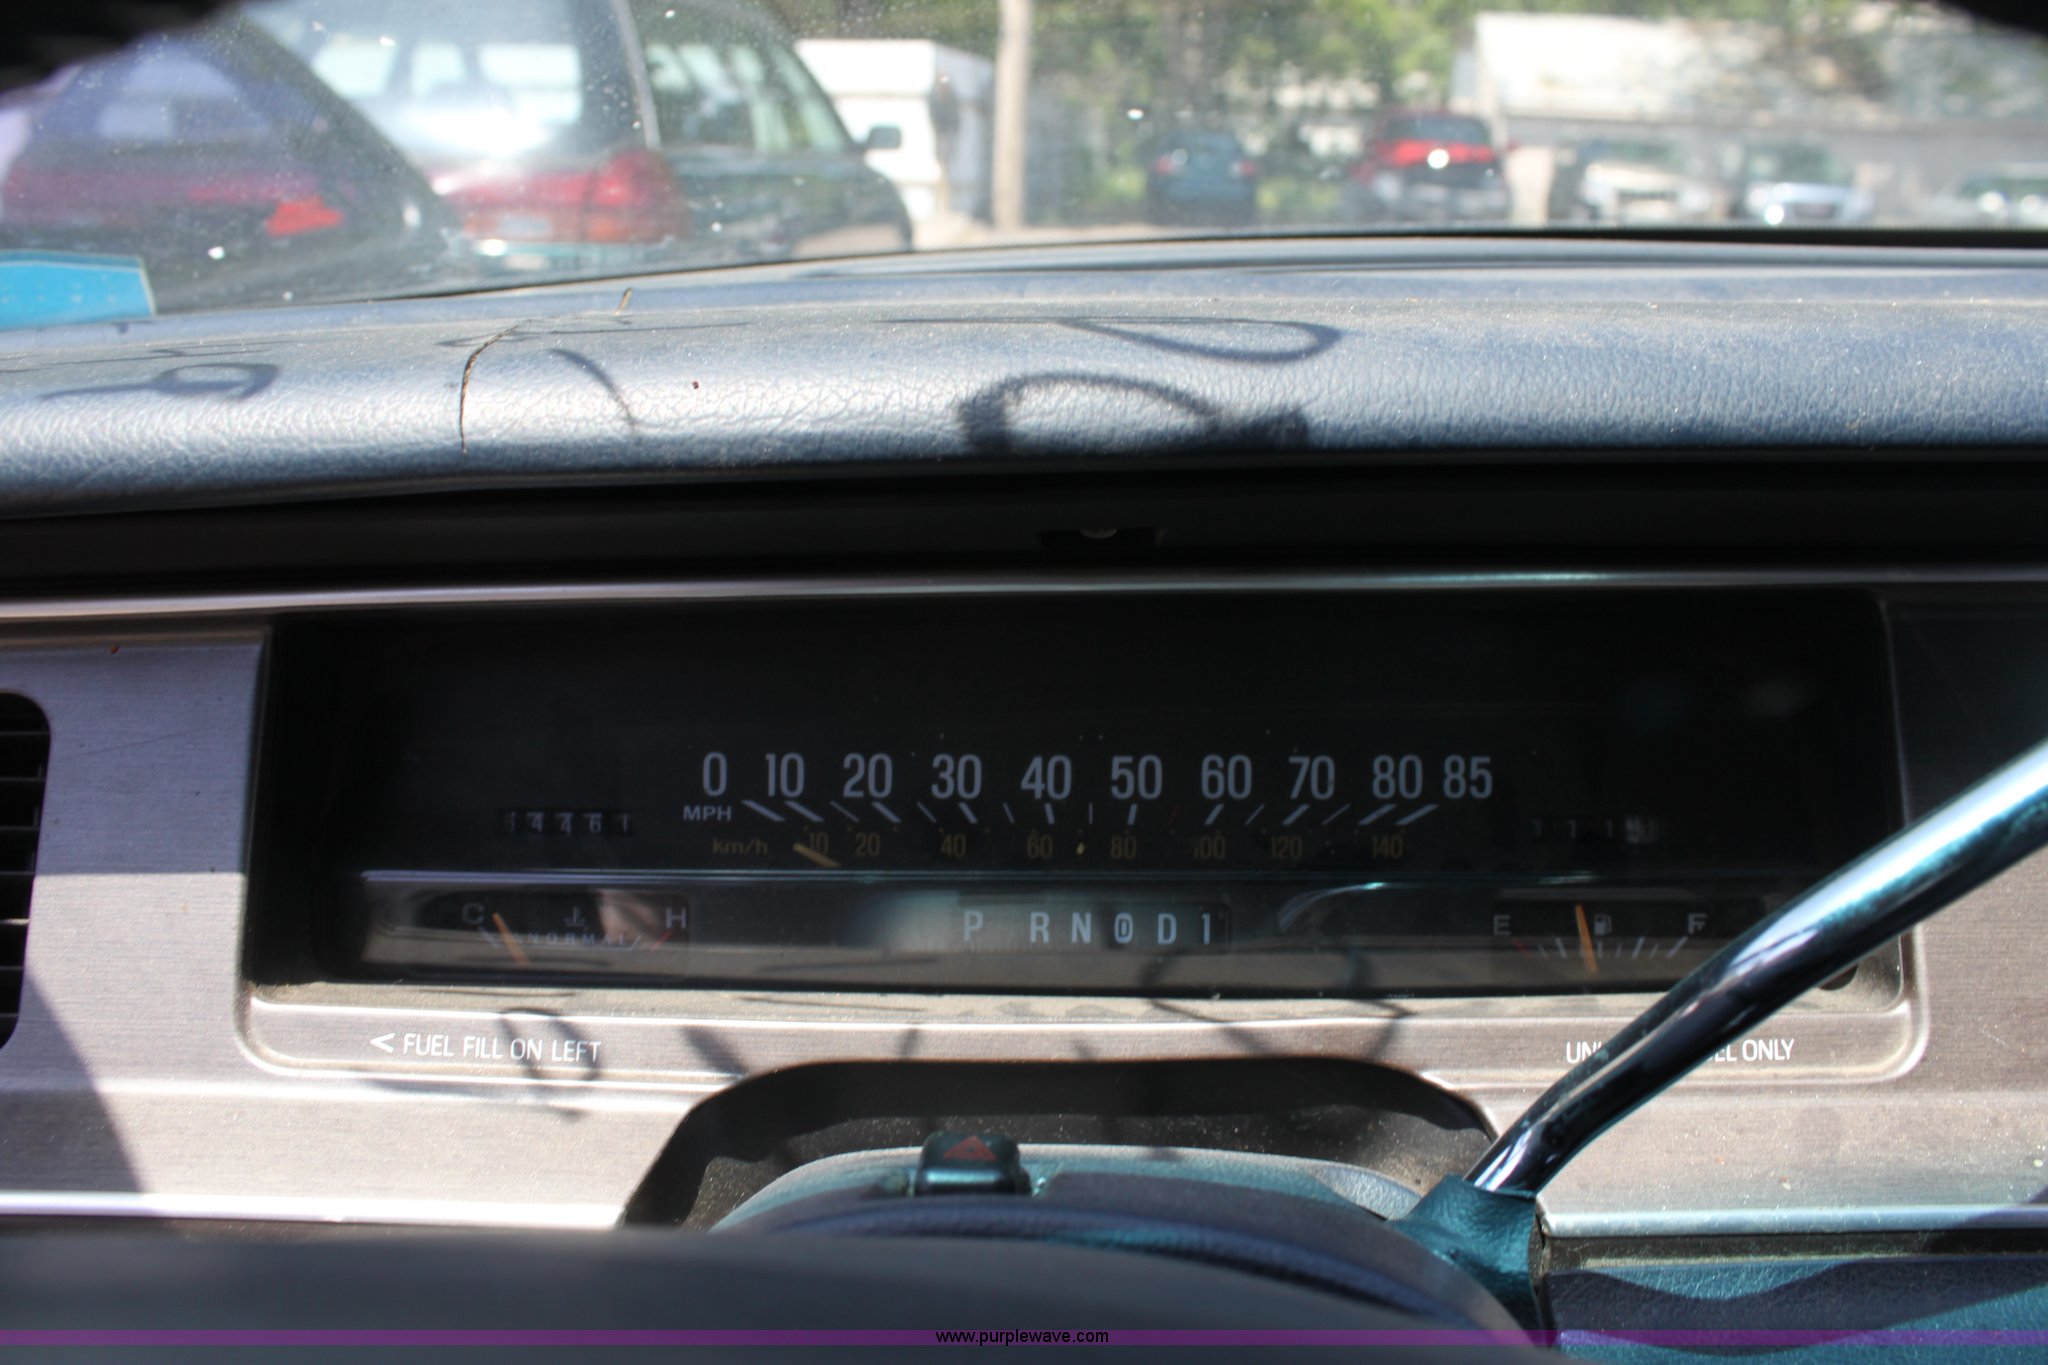 0 10 20 30 40 50 60 70 80 85
MPH
km/h 10 20 40 60 80 100 120 140
C NORMAL H
P R N D D 1
E F
< FUEL FILL ON LEFT
ONLY
www.purplewave.com